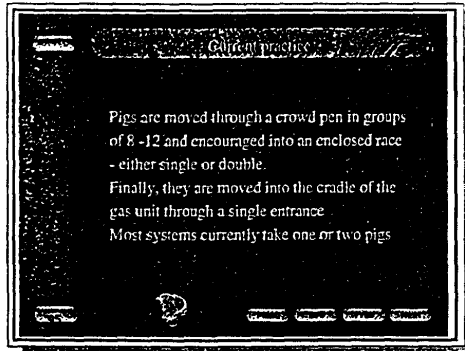 Current practice
Pigs are moved through a crowd pen in groups
of 8 -12 and encouraged into an enclosed race
- either single or double.
Finally, they are moved into the cradle of the
gas unit through a single entrance
Most systems currently take one or two pigs